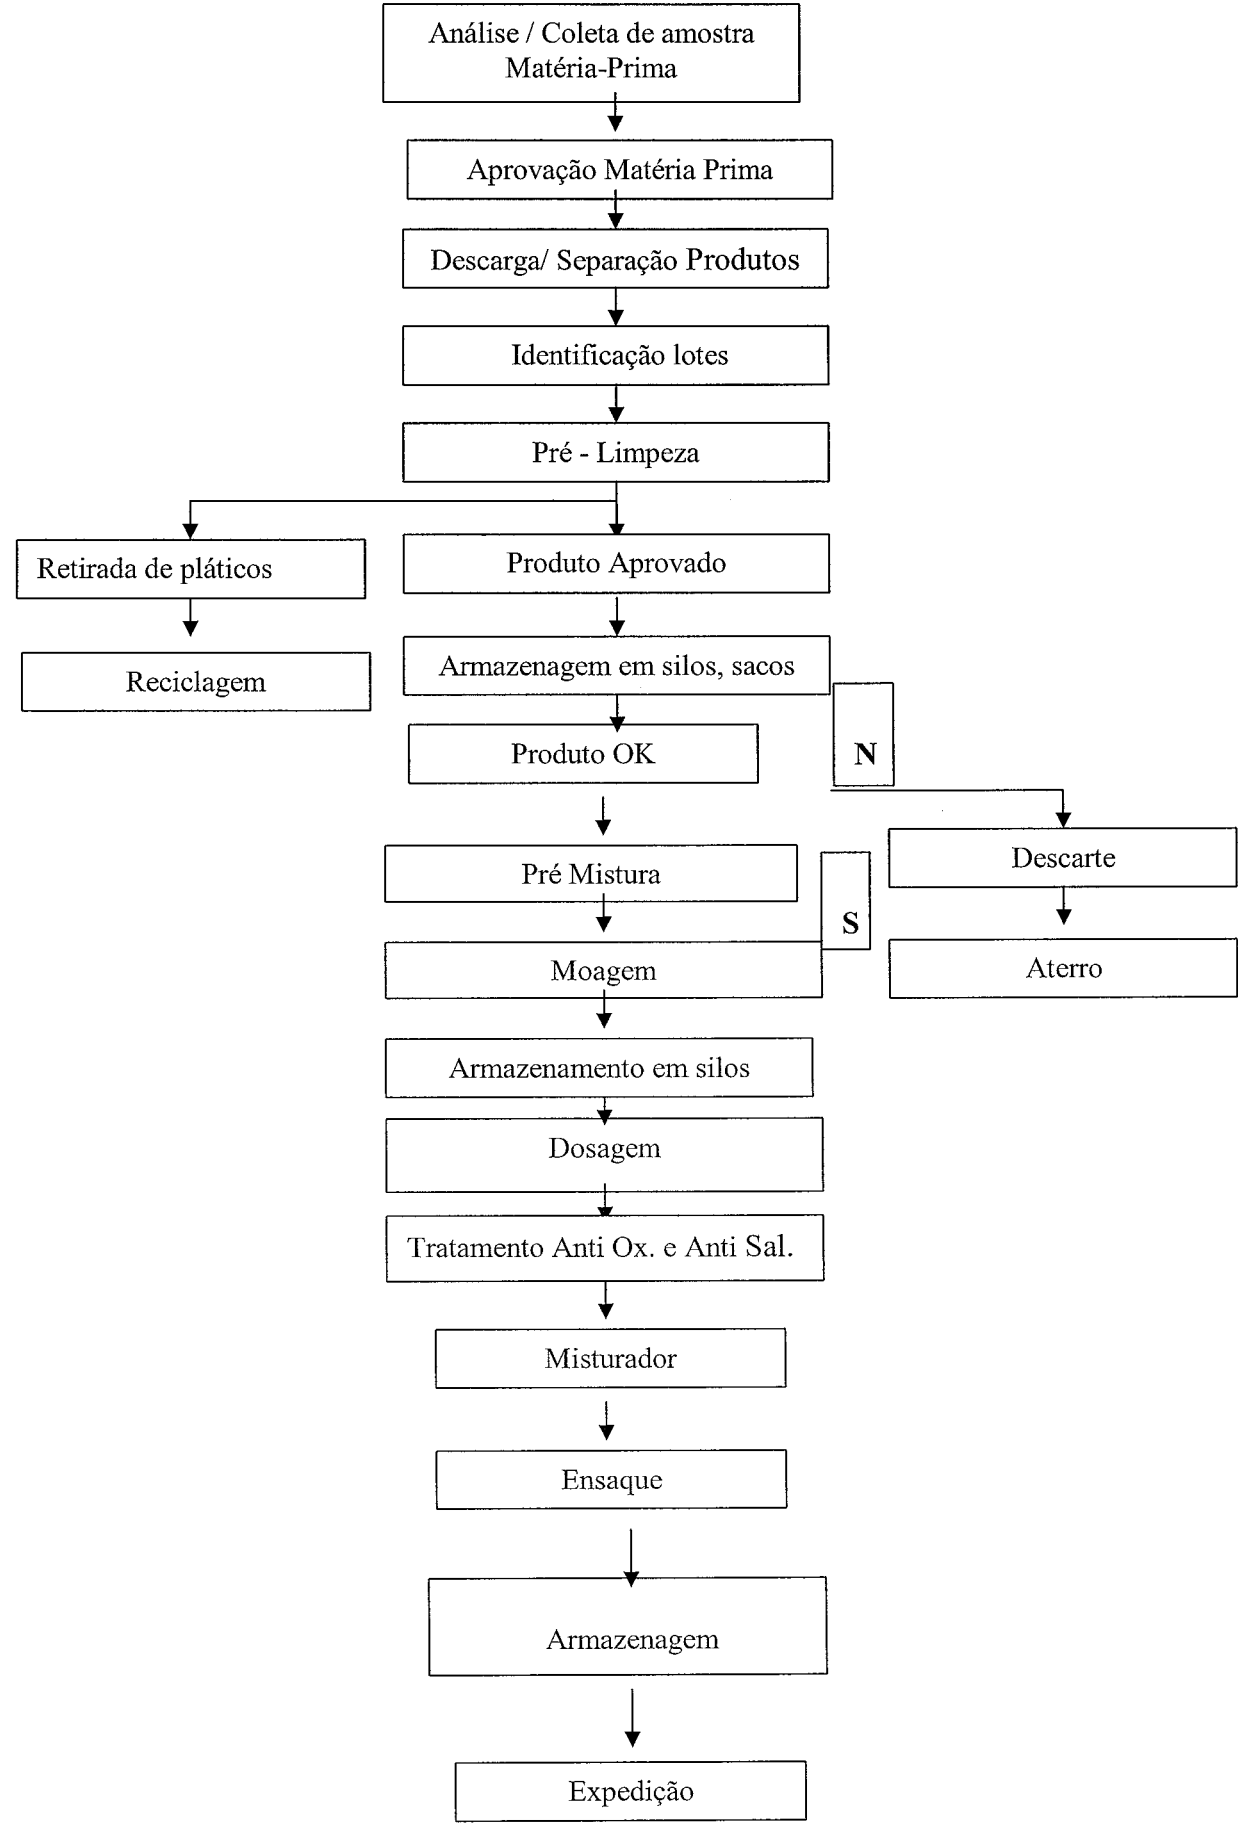 Análise / Coleta de amostra
Matéria-Prima
Aprovação Matéria Prima
Descarga/ Separação Produtos
Identificação lotes
Pré - Limpeza
Retirada de pláticos
Produto Aprovado
Reciclagem
Armazenagem em silos, sacos
Produto OK
N
Pré Mistura
Descarte
S
Moagem
Aterro
Armazenamento em silos
Dosagem
Tratamento Anti Ox. e Anti Sal.
Misturador
Ensaque
Armazenagem
Expedição